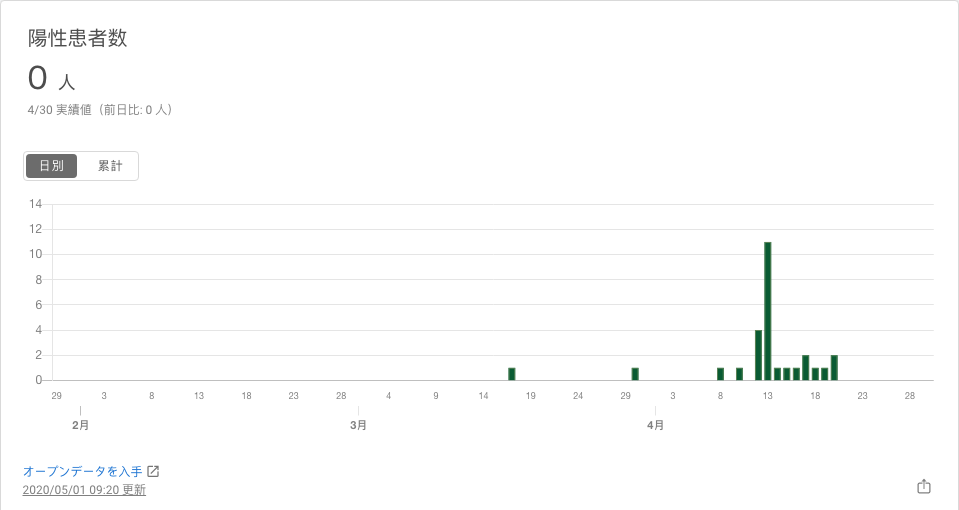 陽性患者数
0 人
4/30 実績値（前日比: 0 人）
日別 累計
14
12
10
8
6
4
2
0
29 3 8 13 18 23 28 4 9 14 19 24 29 3 8 13 18 23 28
2月 3月 4月
オープンデータを入手
2020/05/01 09:20 更新